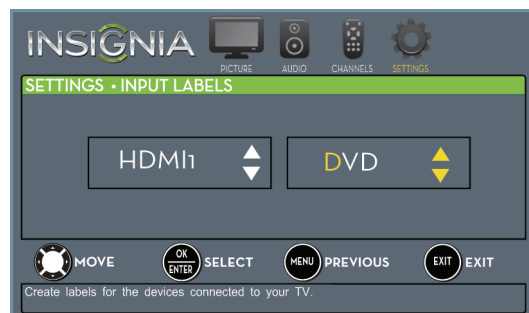 INSIGNIA
PICTURE AUDIO CHANNELS SETTINGS
SETTINGS • INPUT LABELS
HDMI1 DVD
MOVE OK ENTER SELECT MENU PREVIOUS EXIT EXIT
Create labels for the devices connected to your TV.